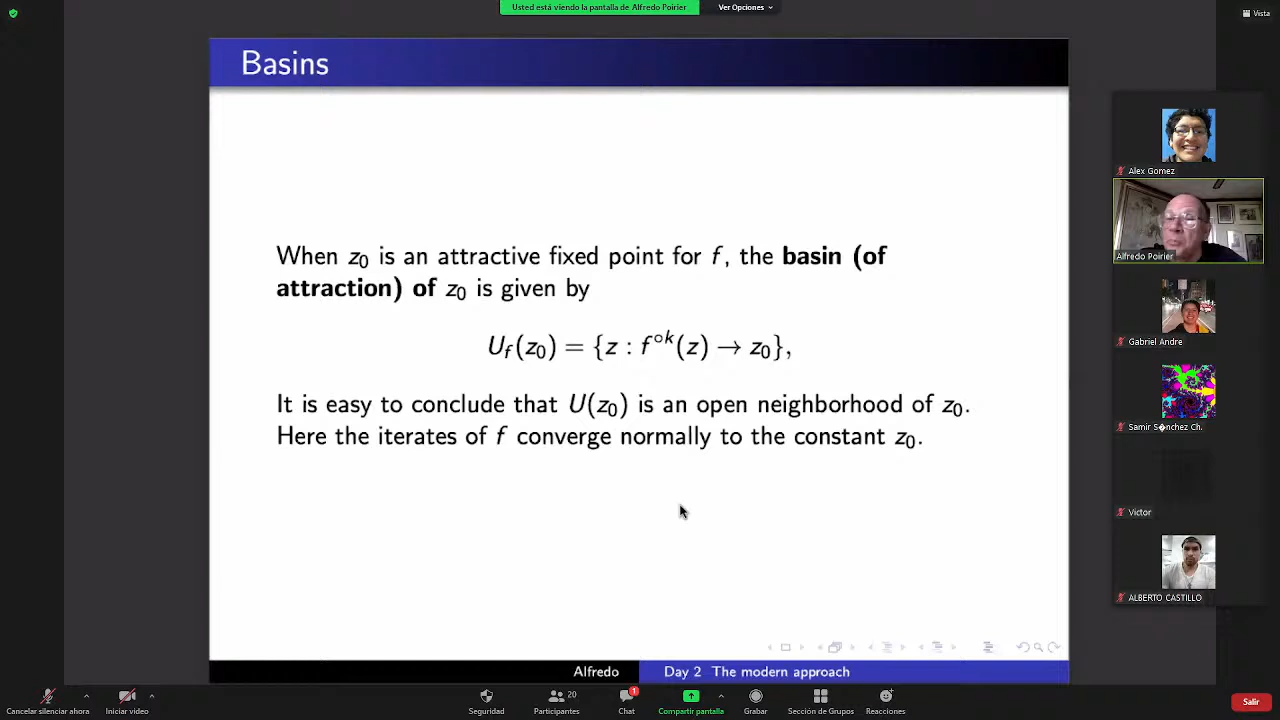 Usted está viendo la pantalla de Alfredo Poirier
Ver Opciones
Vista
Basins
When z₀ is an attractive fixed point for f, the basin (of
attraction) of z₀ is given by
U_f(z₀) = {z : f^∘k(z) → z₀},
It is easy to conclude that U(z₀) is an open neighborhood of z₀.
Here the iterates of f converge normally to the constant z₀.
Alfredo
Day 2 The modern approach
Alex Gomez
Alfredo Poirier
Gabriel Andre
Samir S�nchez Ch.
Victor
ALBERTO CASTILLO
Cancelar silenciar ahora
Iniciar video
Seguridad
20
Participantes
1
Chat
Compartir pantalla
Grabar
Sección de Grupos
Reacciones
Salir